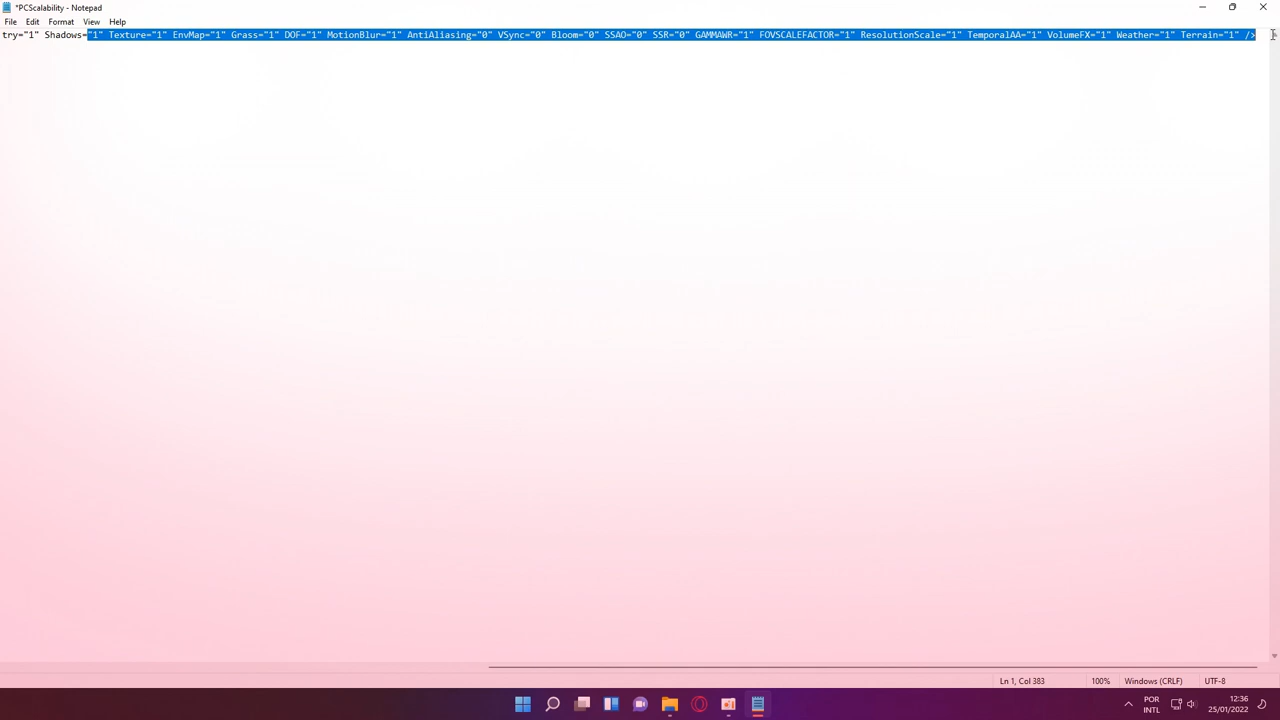 *PCScalability - Notepad
File Edit Format View Help
try="1" Shadows="1" Texture="1" EnvMap="1" Grass="1" DOF="1" MotionBlur="1" AntiAliasing="0" VSync="0" Bloom="0" SSAO="0" SSR="0" GAMMAWR="1" FOVSCALEFACTOR="1" ResolutionScale="1" TemporalAA="1" VolumeFX="1" Weather="1" Terrain="1" />
Ln 1, Col 383 100% Windows (CRLF) UTF-8
POR 12:36
INTL 25/01/2022